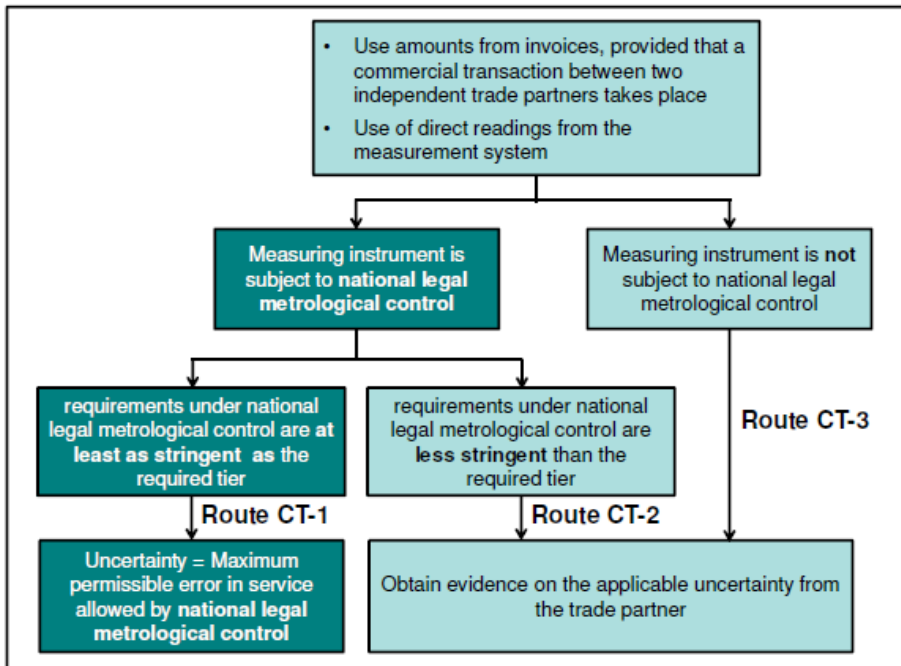 • Use amounts from invoices, provided that a
commercial transaction between two
independent trade partners takes place
• Use of direct readings from the
measurement system
Measuring instrument is
subject to national legal
metrological control
Measuring instrument is not
subject to national legal
metrological control
requirements under national
legal metrological control are at
least as stringent as the
required tier
requirements under national
legal metrological control are
less stringent than the
required tier
Route CT-3
Route CT-1
Route CT-2
Uncertainty = Maximum
permissible error in service
allowed by national legal
metrological control
Obtain evidence on the applicable uncertainty from
the trade partner